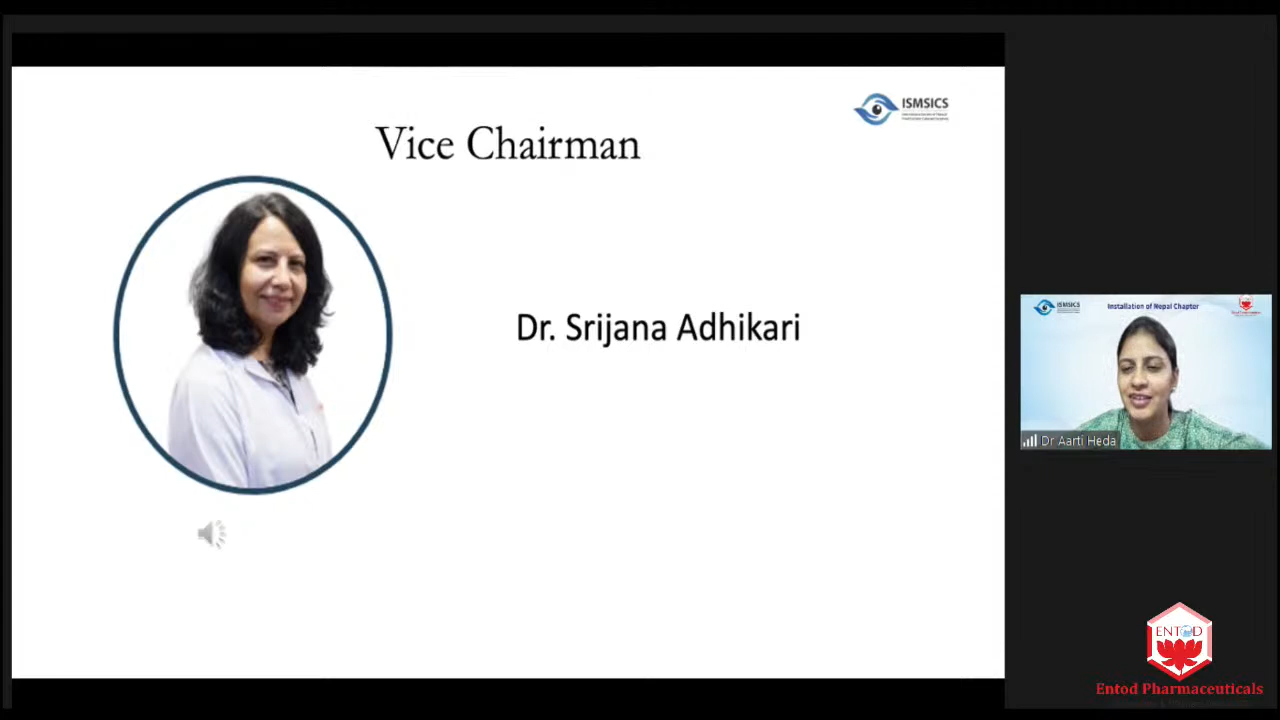 ISMSICS
Vice Chairman
Dr. Srijana Adhikari
ISMSICS
Installation of Nepal Chapter
Dr Aarti Heda
ENTOD
Entod Pharmaceuticals